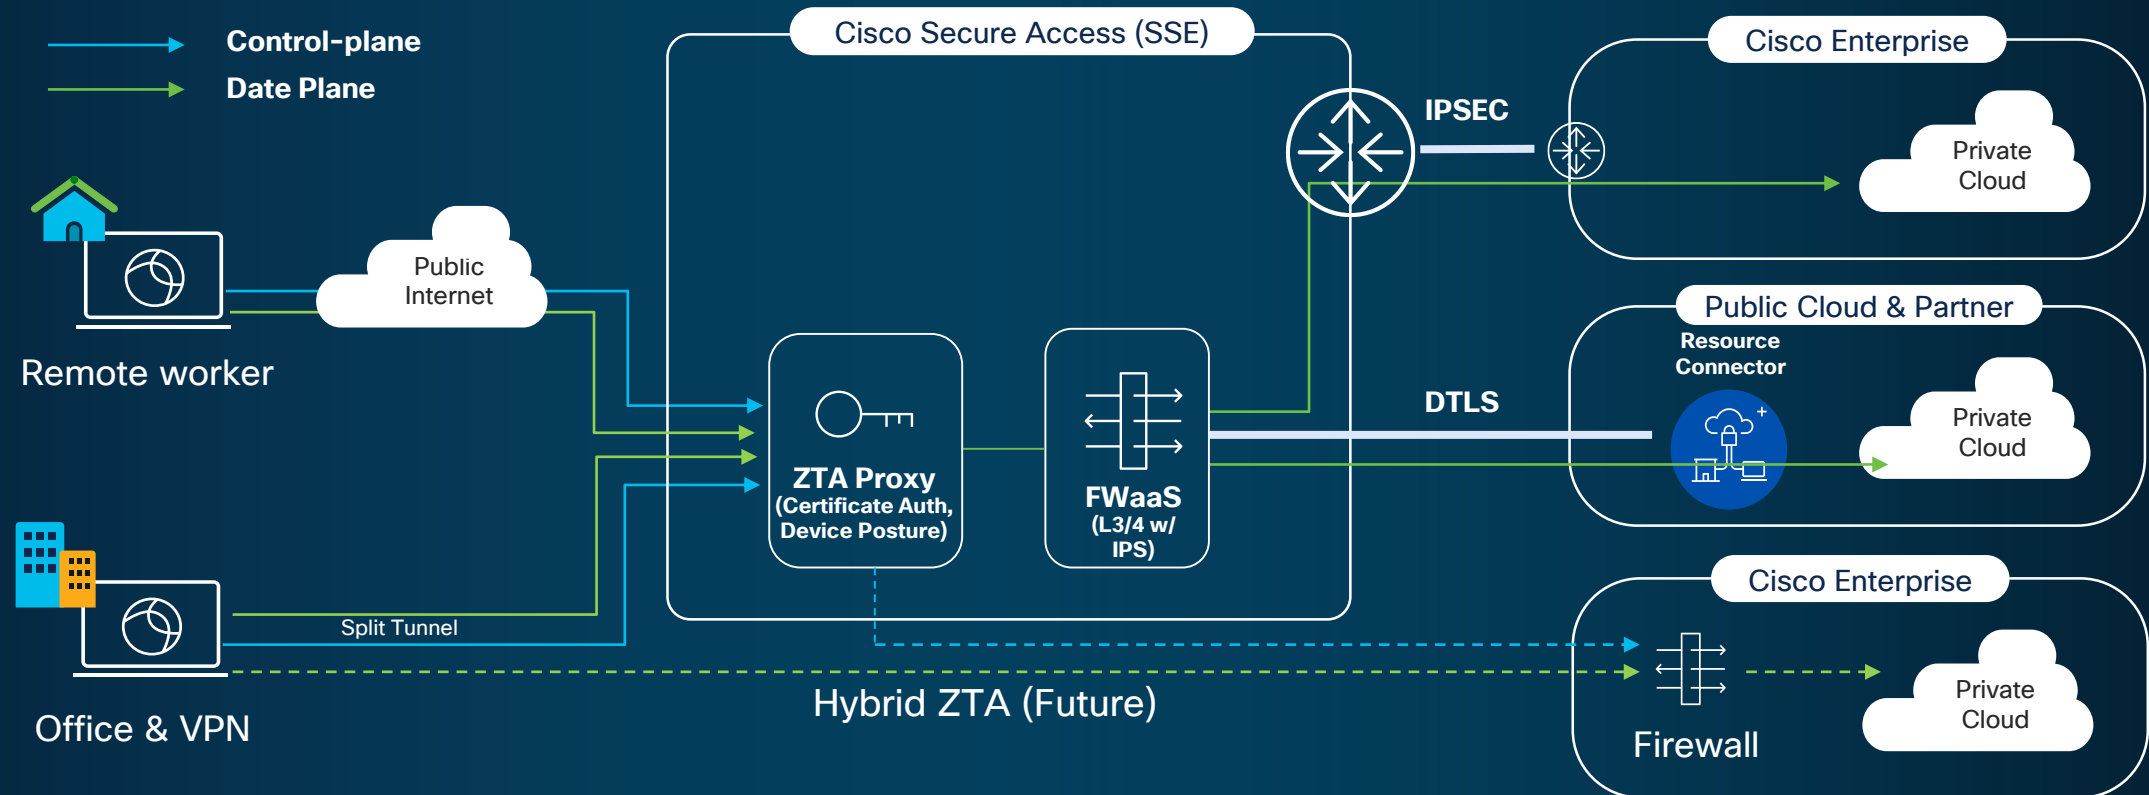 Control-plane
Date Plane
Cisco Secure Access (SSE)
Cisco Enterprise
IPSEC
Private
Cloud
Public
Internet
Remote worker
Public Cloud & Partner
Resource
Connector
DTLS
Private
Cloud
ZTA Proxy
(Certificate Auth,
Device Posture)
FWaaS
(L3/4 w/
IPS)
Split Tunnel
Office & VPN
Hybrid ZTA (Future)
Cisco Enterprise
Firewall
Private
Cloud